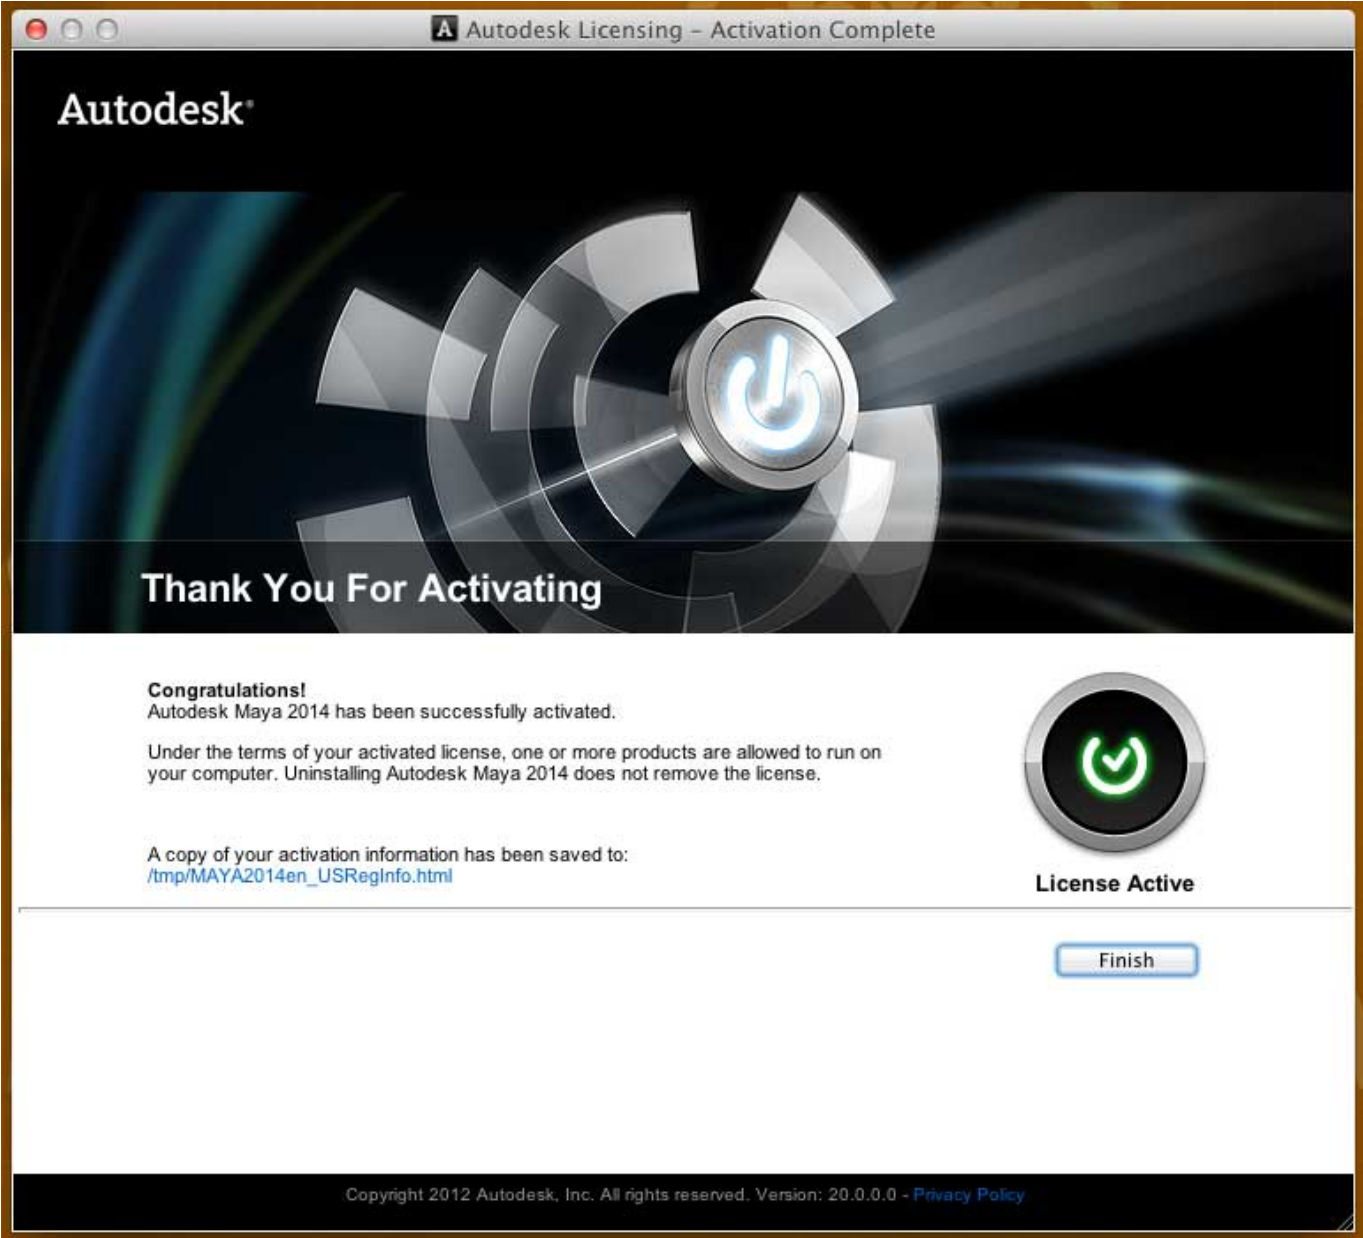 Autodesk Licensing – Activation Complete
Autodesk®
Thank You For Activating
Congratulations!
Autodesk Maya 2014 has been successfully activated.
Under the terms of your activated license, one or more products are allowed to run on
your computer. Uninstalling Autodesk Maya 2014 does not remove the license.
A copy of your activation information has been saved to:
/tmp/MAYA2014en_USRegInfo.html
License Active
Finish
Copyright 2012 Autodesk, Inc. All rights reserved. Version: 20.0.0.0 - Privacy Policy